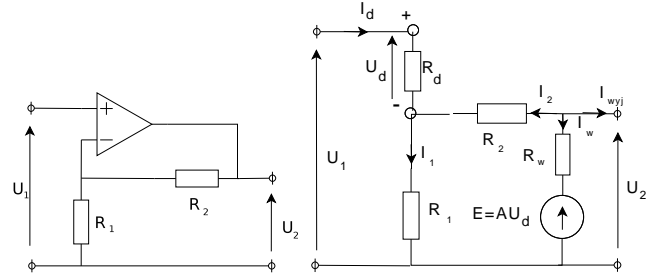 U1
+
−
R2
R1
U2
Id
+
Ud
Rd
-
I2
Iwyj
Iw
U1
I1
R2
Rw
U2
R1
E=AUd